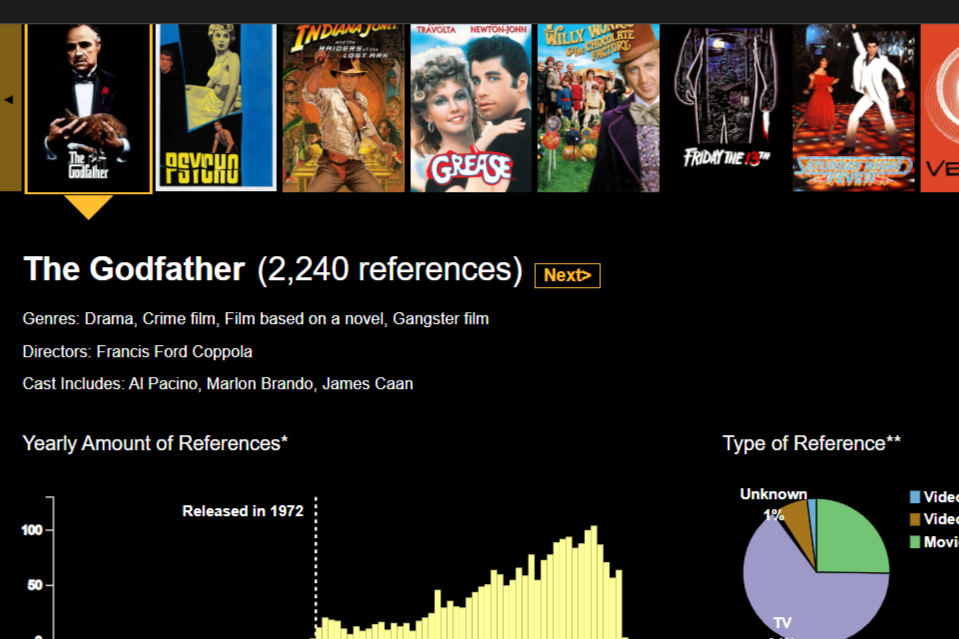 The
Godfather
PSYCHO
INDIANA JONES
and the
RAIDERS of the
LOST ARK
TRAVOLTA NEWTON-JOHN
GREASE
WILLY WONKA
& the CHOCOLATE
FACTORY
FRIDAY THE 13TH
SATURDAY NIGHT
FEVER
VE
The Godfather (2,240 references) Next>
Genres: Drama, Crime film, Film based on a novel, Gangster film
Directors: Francis Ford Coppola
Cast Includes: Al Pacino, Marlon Brando, James Caan
Yearly Amount of References*
Type of Reference**
Released in 1972
100
50
Unknown
1%
TV
Video
Video
Movi